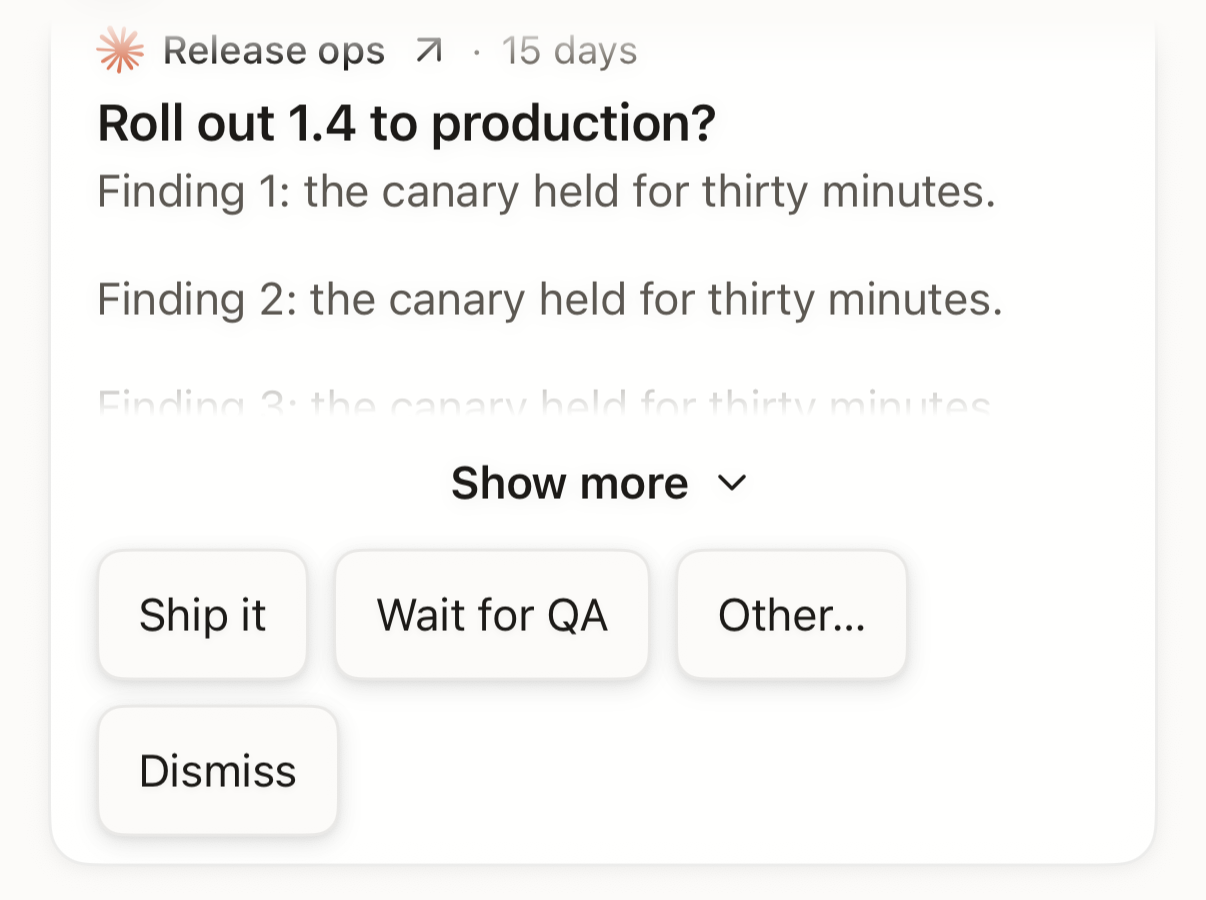 Release ops · 15 days
Roll out 1.4 to production?
Finding 1: the canary held for thirty minutes.
Finding 2: the canary held for thirty minutes.
Finding 3: the canary held for thirty minutes
Show more
Ship it
Wait for QA
Other...
Dismiss